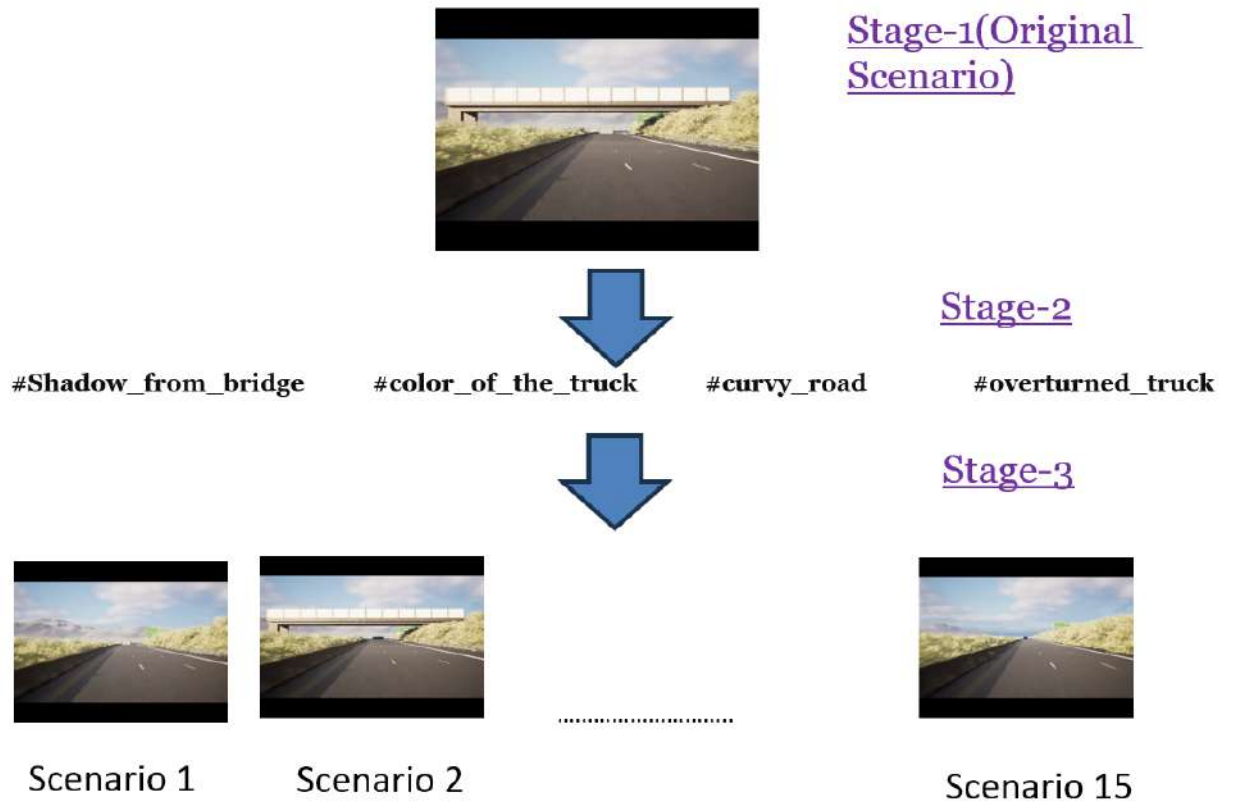 Stage-1(Original
Scenario)
Stage-2
#Shadow_from_bridge #color_of_the_truck #curvy_road #overturned_truck
Stage-3
............................
Scenario 1 Scenario 2 Scenario 15